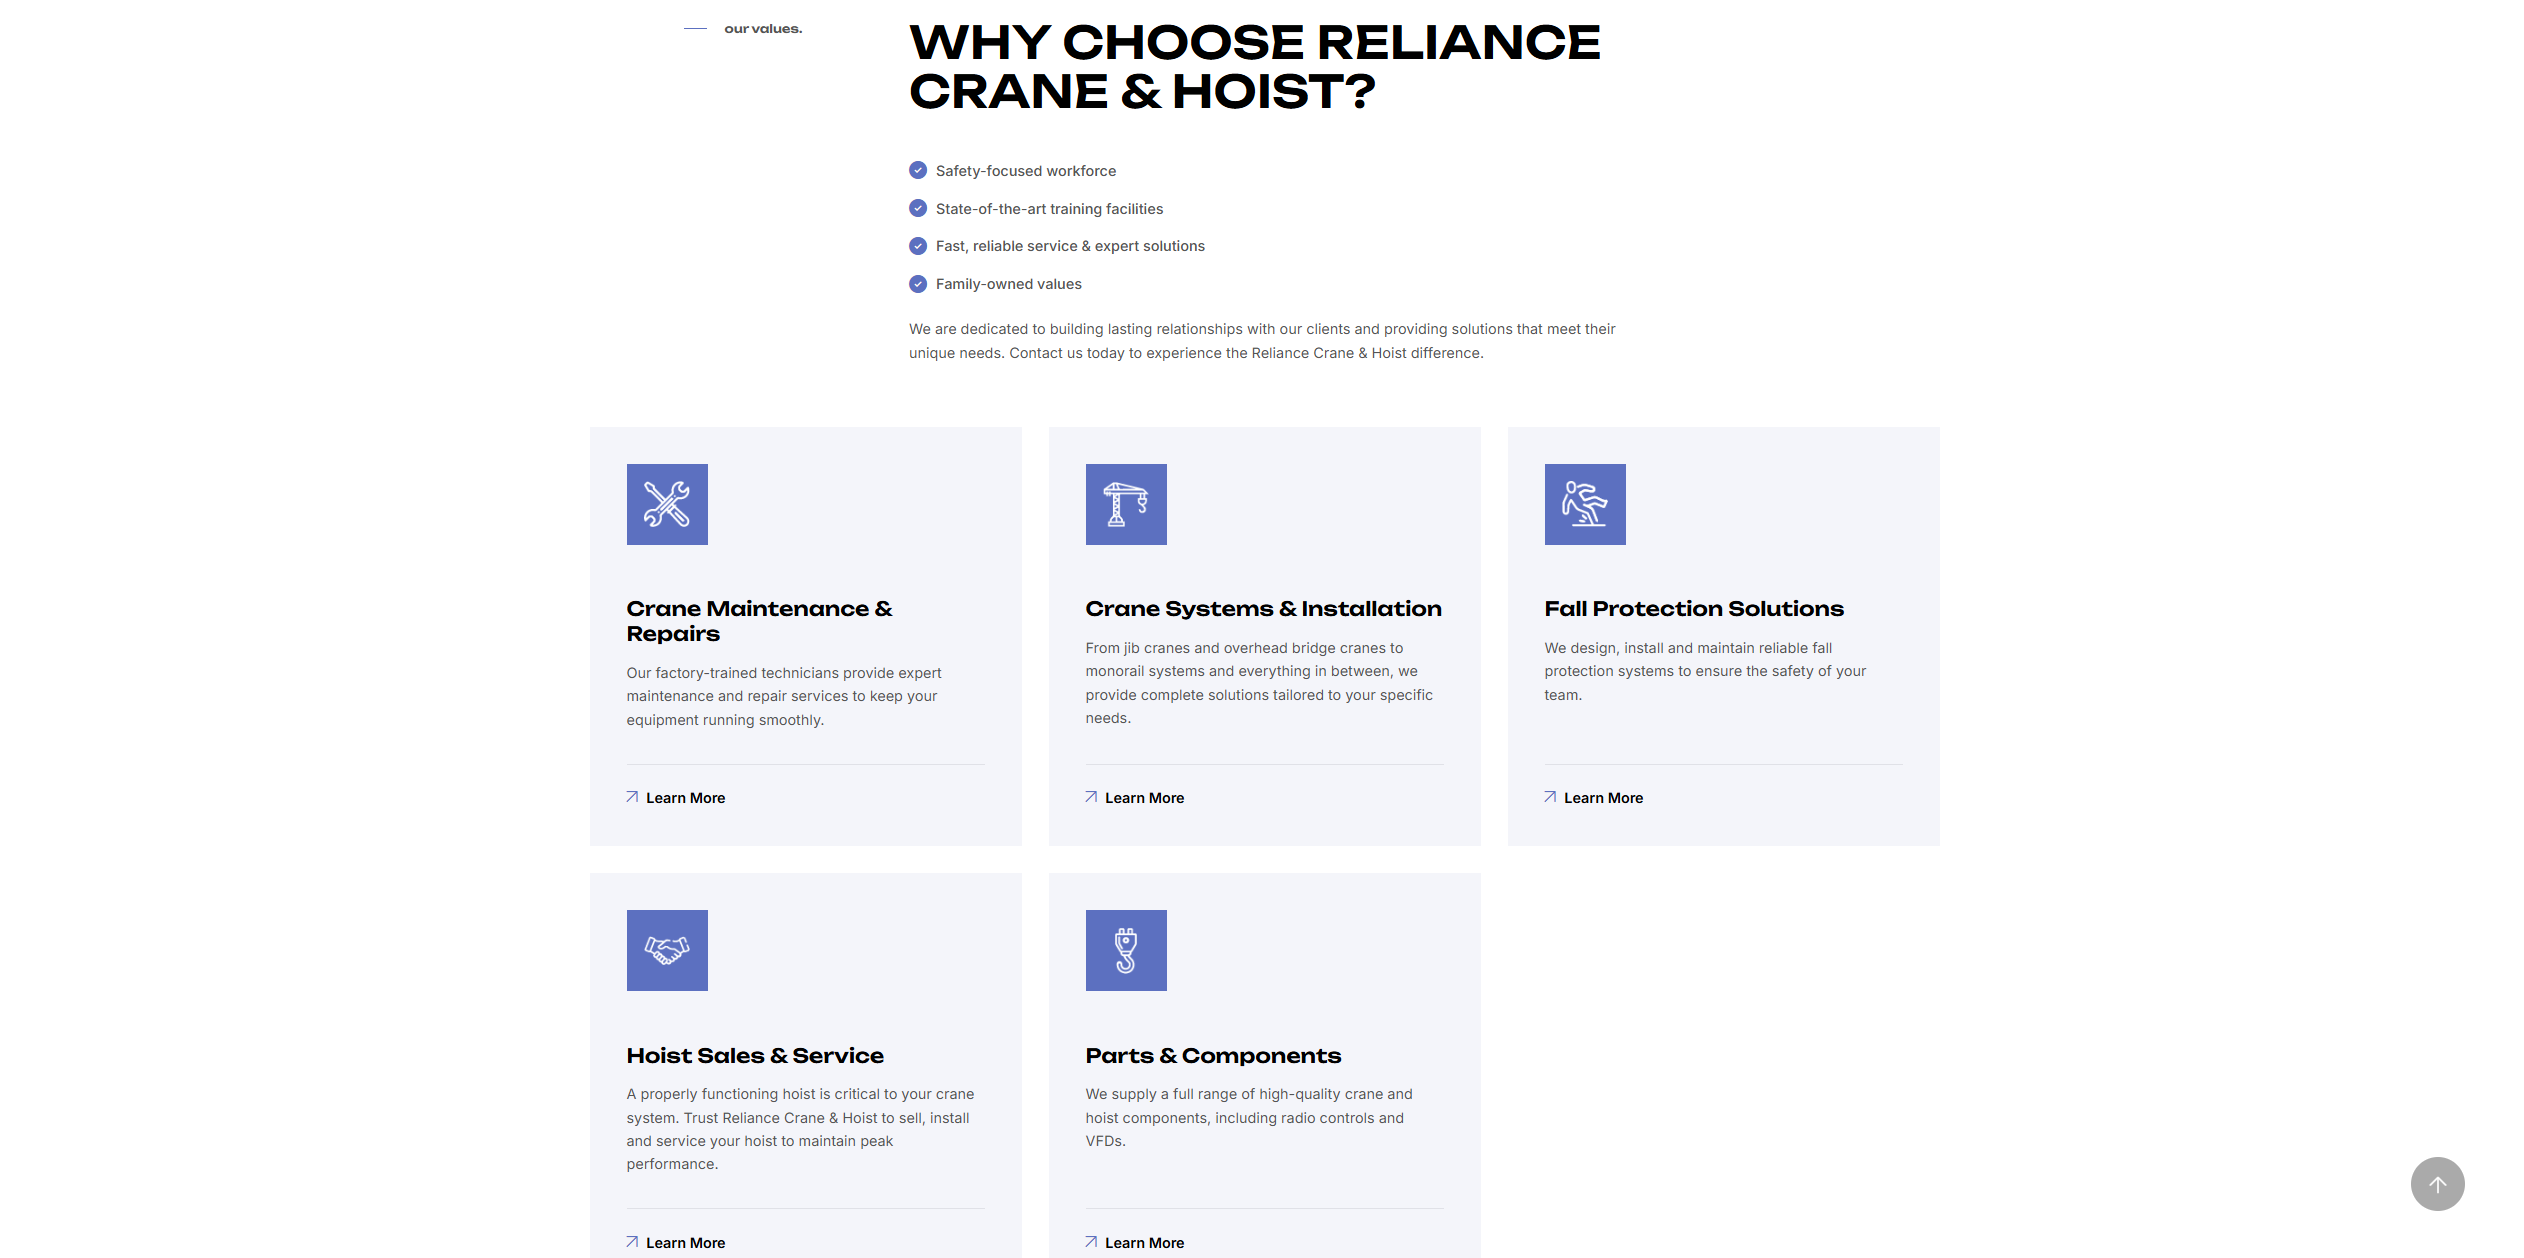 our values.
WHY CHOOSE RELIANCE
CRANE & HOIST?
Safety-focused workforce
State-of-the-art training facilities
Fast, reliable service & expert solutions
Family-owned values
We are dedicated to building lasting relationships with our clients and providing solutions that meet their
unique needs. Contact us today to experience the Reliance Crane & Hoist difference.
Crane Maintenance &
Repairs
Our factory-trained technicians provide expert
maintenance and repair services to keep your
equipment running smoothly.
Learn More
Crane Systems & Installation
From jib cranes and overhead bridge cranes to
monorail systems and everything in between, we
provide complete solutions tailored to your specific
needs.
Learn More
Fall Protection Solutions
We design, install and maintain reliable fall
protection systems to ensure the safety of your
team.
Learn More
Hoist Sales & Service
A properly functioning hoist is critical to your crane
system. Trust Reliance Crane & Hoist to sell, install
and service your hoist to maintain peak
performance.
Learn More
Parts & Components
We supply a full range of high-quality crane and
hoist components, including radio controls and
VFDs.
Learn More